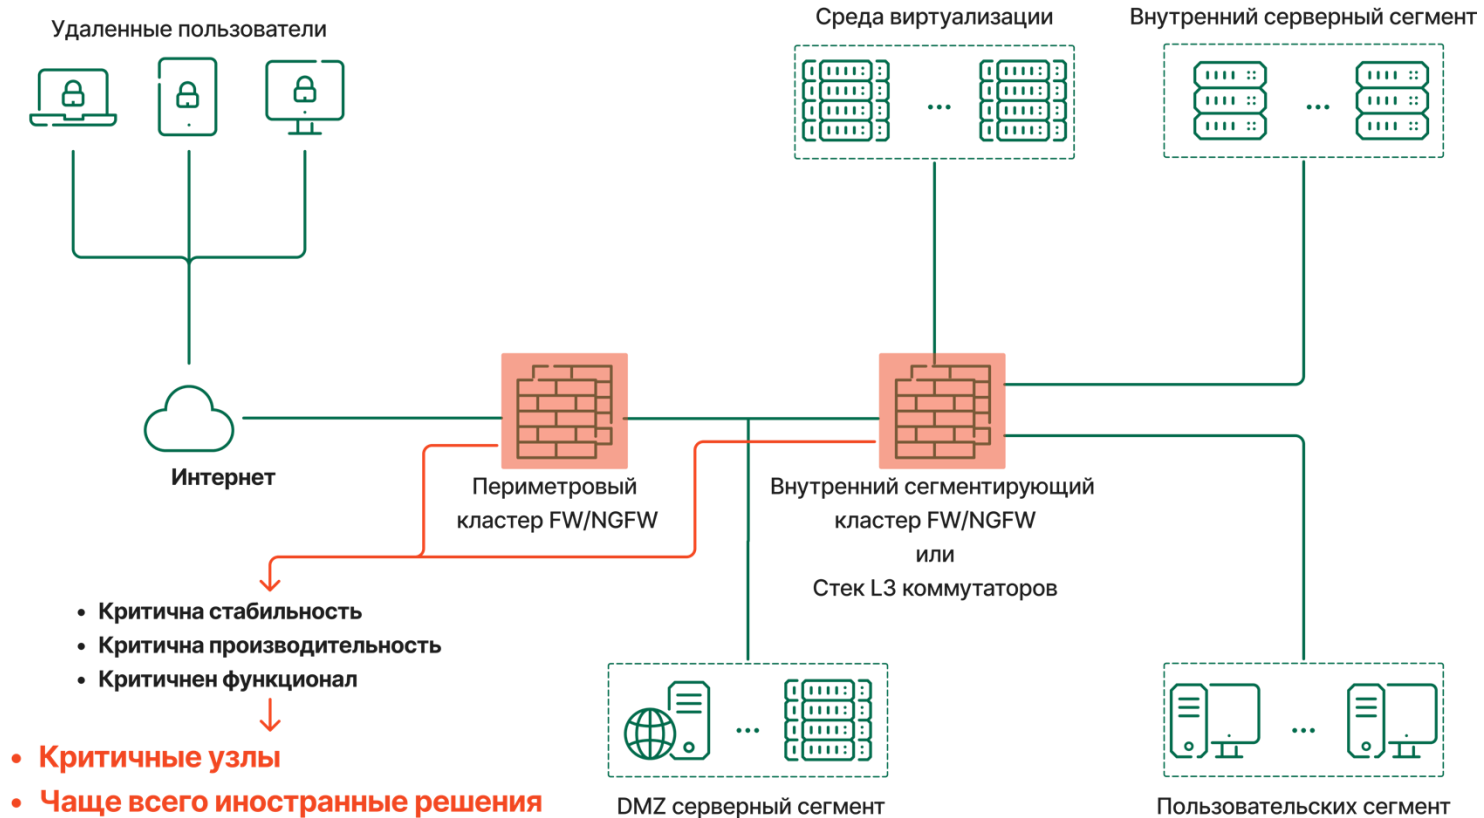 Удаленные пользователи
Среда виртуализации
Внутренний серверный сегмент
Интернет
Периметровый
кластер FW/NGFW
Внутренний сегментирующий
кластер FW/NGFW
или
Стек L3 коммутаторов
• Критична стабильность
• Критична производительность
• Критичнен функционал
• Критичные узлы
• Чаще всего иностранные решения
DMZ серверный сегмент
Пользовательских сегмент